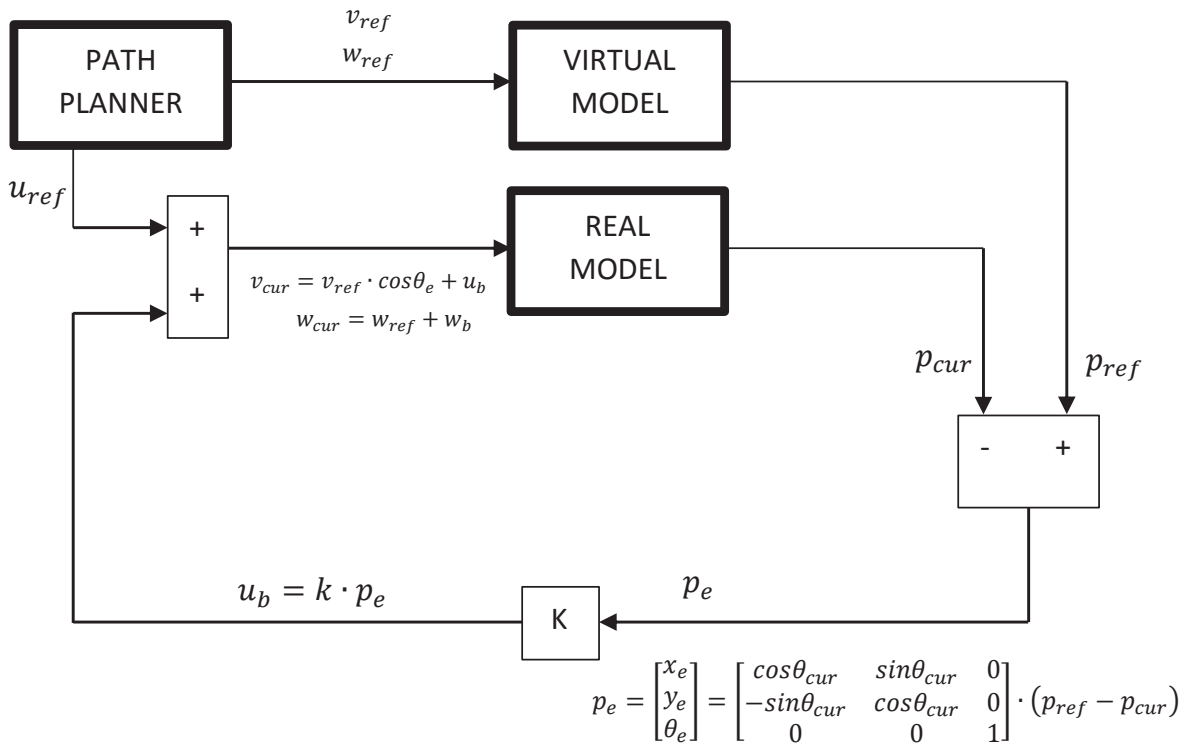 v_ref
w_ref
PATH
PLANNER
VIRTUAL
MODEL
u_ref
+
+
REAL
MODEL
v_cur = v_ref · cosθ_e + u_b
w_cur = w_ref + w_b
p_cur
p_ref
- +
u_b = k · p_e
K
p_e
p_e = [x_e y_e θ_e] = [cosθ_cur sinθ_cur 0 -sinθ_cur cosθ_cur 0 0 0 1] · (p_ref − p_cur)